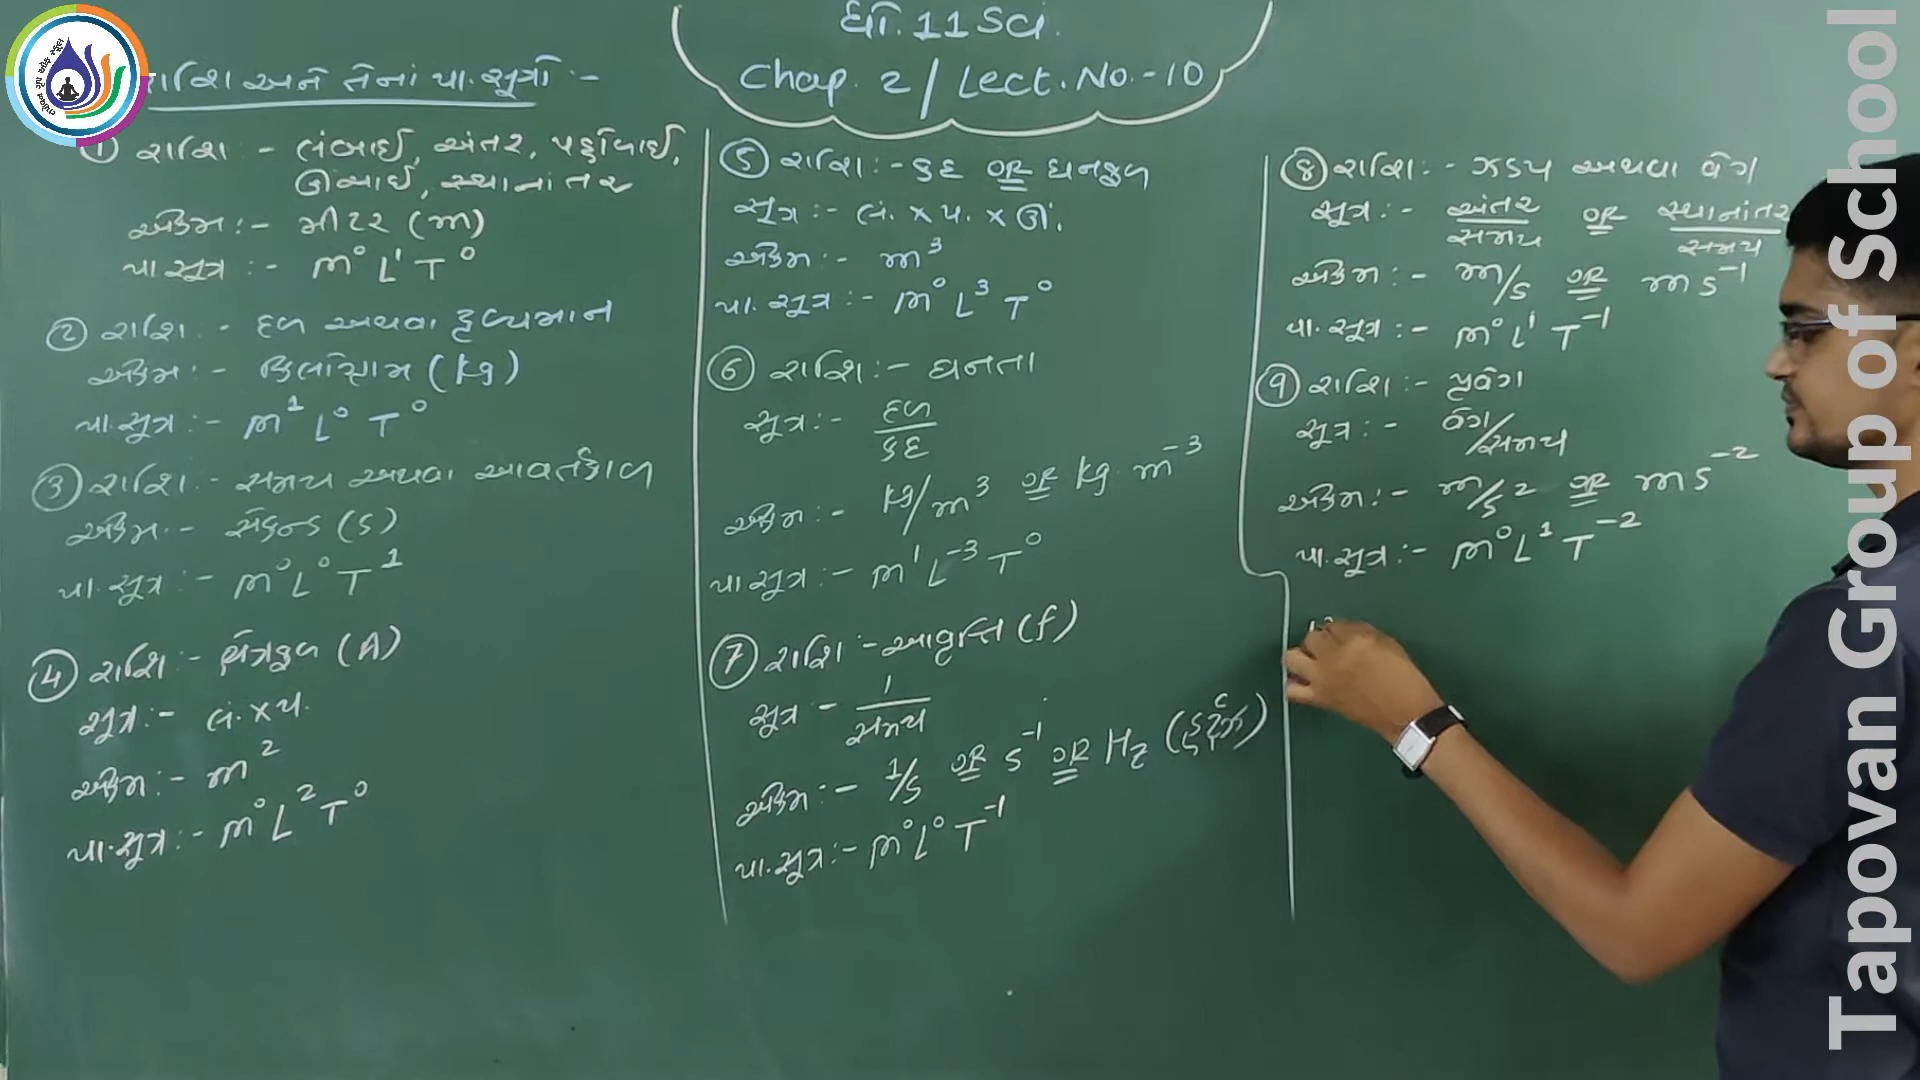 ધો. 11 Sci.
Chap. 2 / Lect. No. - 10
રાશિ અને તેનાં પા. સૂત્રો :-
① રાશિ :- લંબાઈ, અંતર, પહોળાઈ,
ઊંચાઈ, સ્થાનાંતર
એકમ :- મીટર (m)
પા સૂત્ર :- M⁰ L¹ T⁰
② રાશિ :- દળ અથવા દ્રવ્યમાન
એકમ :- કિલોગ્રામ (kg)
પા. સૂત્ર :- M¹ L⁰ T⁰
③ રાશિ :- સમય અથવા આવર્તકાળ
એકમ :- સેકન્ડ (s)
પા. સૂત્ર :- M⁰ L⁰ T¹
④ રાશિ :- ક્ષેત્રફળ (A)
સૂત્ર :- લં. × પ.
એકમ :- m²
પા. સૂત્ર :- M⁰ L² T⁰
⑤ રાશિ :- કદ OR ઘનફળ
સૂત્ર :- લં. × પ. × ઊં.
એકમ :- m³
પા. સૂત્ર :- M⁰ L³ T⁰
⑥ રાશિ :- ઘનતા
સૂત્ર :- દળ / કદ
એકમ :- kg/m³ OR kg. m⁻³
પા સૂત્ર :- M¹ L⁻³ T⁰
⑦ રાશિ :- આવૃત્તિ (f)
સૂત્ર :- 1 / સમય
એકમ :- 1/s OR s⁻¹ OR Hz (હર્ટ્ઝ)
પા. સૂત્ર :- M⁰ L⁰ T⁻¹
⑧ રાશિ :- ઝડપ અથવા વેગ
સૂત્ર :- અંતર / સમય OR સ્થાનાંતર / સમય
એકમ :- m/s OR m s⁻¹
પા. સૂત્ર :- M⁰ L¹ T⁻¹
⑨ રાશિ :- પ્રવેગ
સૂત્ર :- વેગ/સમય
એકમ :- m/s² OR m s⁻²
પા. સૂત્ર :- M⁰ L¹ T⁻²
Tapovan Group of School